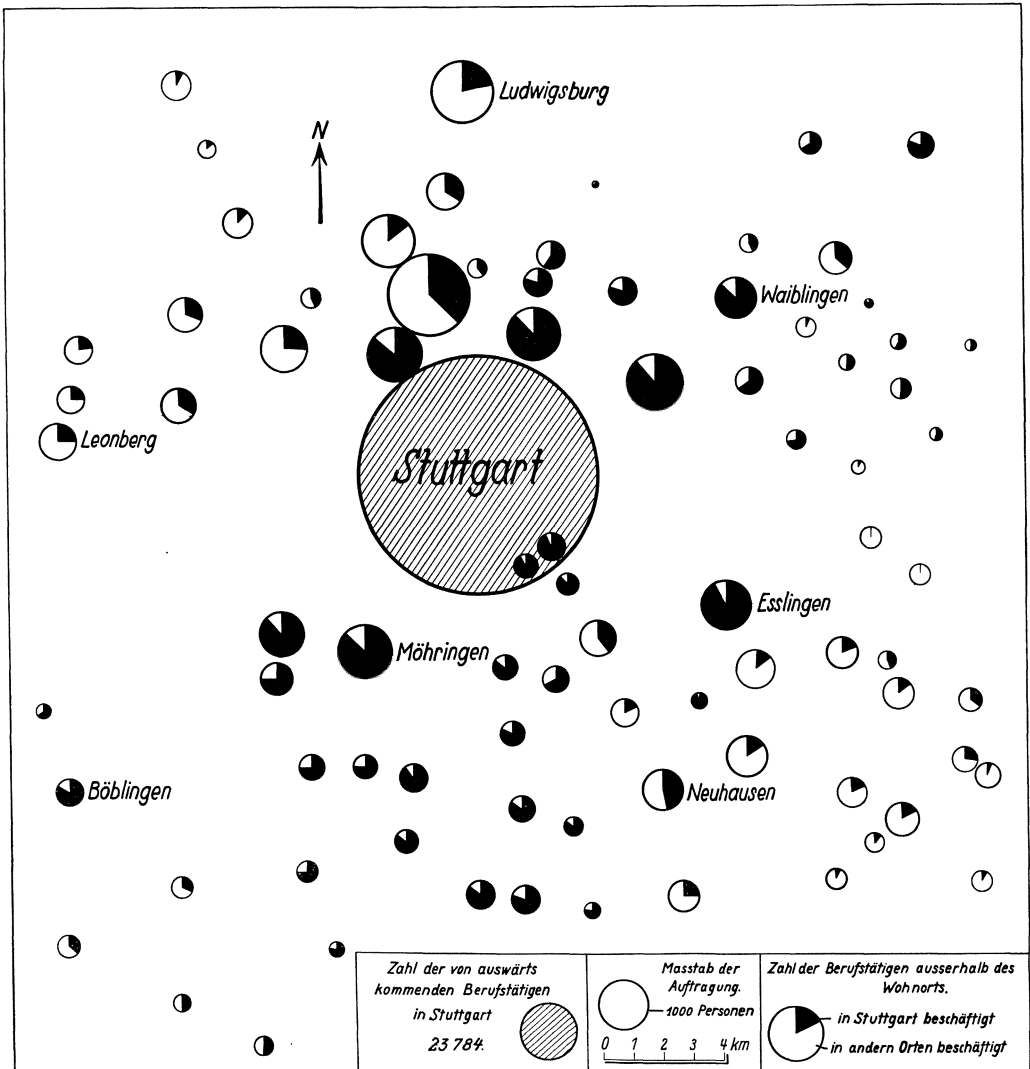 Ludwigsburg
N
Waiblingen
Leonberg
Stuttgart
Esslingen
Möhringen
Böblingen
Neuhausen
Zahl der von auswärts
kommenden Berufstätigen
in Stuttgart
23 784.
Masstab der
Auftragung.
1000 Personen
0 1 2 3 4 km
Zahl der Berufstätigen ausserhalb des
Wohnorts.
in Stuttgart beschäftigt
in andern Orten beschäftigt